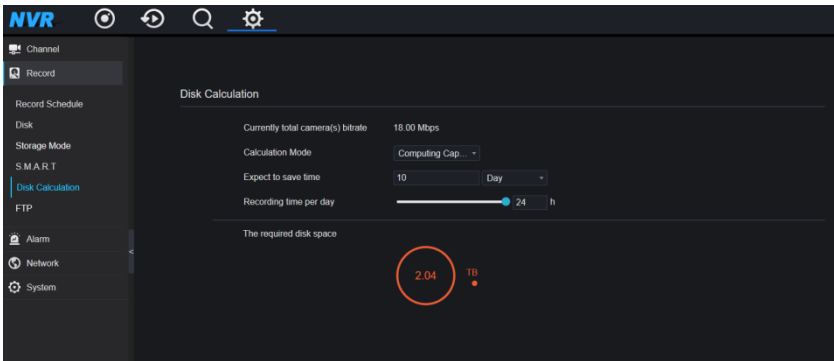 NVR
Channel
Record
Record Schedule
Disk
Storage Mode
S.M.A.R.T
Disk Calculation
FTP
Alarm
Network
System
<
Disk Calculation
Currently total camera(s) bitrate 18.00 Mbps
Calculation Mode Computing Cap...
Expect to save time 10 Day
Recording time per day 24 h
The required disk space
2.04 TB